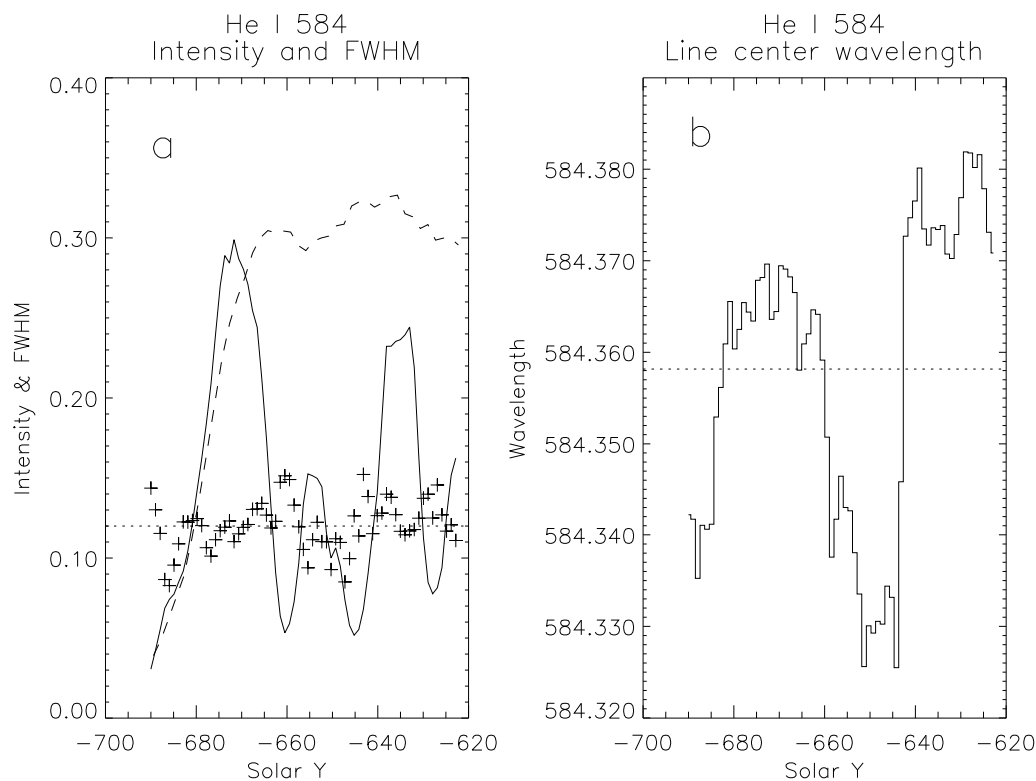 He I 584
Intensity and FWHM
a
Intensity & FWHM
0.40
0.30
0.20
0.10
0.00
−700 −680 −660 −640 −620
Solar Y
He I 584
Line center wavelength
b
Wavelength
584.380
584.370
584.360
584.350
584.340
584.330
584.320
−700 −680 −660 −640 −620
Solar Y